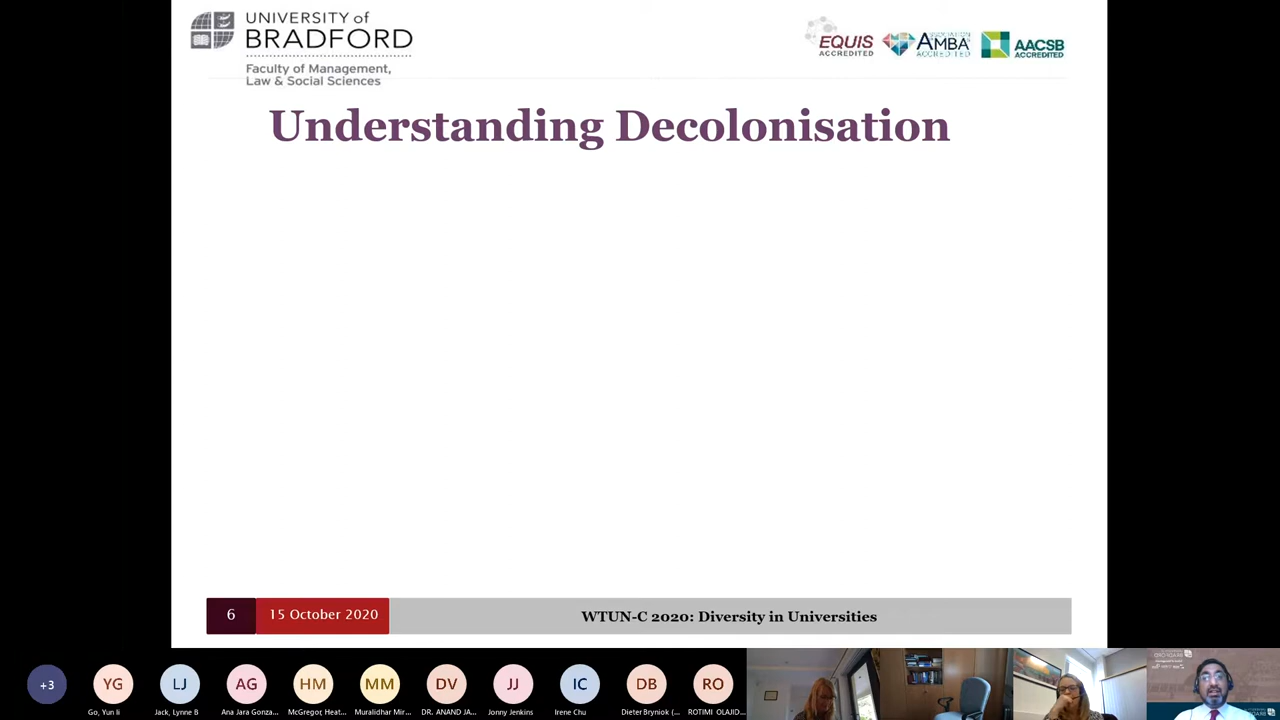 UNIVERSITY of
BRADFORD
Faculty of Management,
Law & Social Sciences
EQUIS
ACCREDITED
ASSOCIATION
AMBA
ACCREDITED
AACSB
ACCREDITED
Understanding Decolonisation
6
15 October 2020
WTUN-C 2020: Diversity in Universities
+3
YG
LJ
AG
HM
MM
DV
JJ
IC
DB
RO
Go, Yun Ii
Jack, Lynne B
Ana Jara Gonza...
McGregor, Heat...
Muralidhar Mir...
DR. ANAND JA...
Jonny Jenkins
Irene Chu
Dieter Bryniok (...
ROTIMI OLAJID...